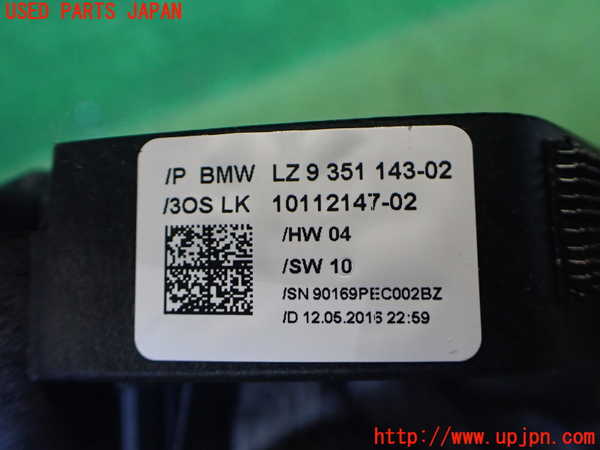 USED PARTS JAPAN
/P BMW LZ 9 351 143-02
/3OS LK 10112147-02
/HW 04
/SW 10
/SN 90169PEC002BZ
/D 12.05.2016 22:59
http://www.upjpn.com/